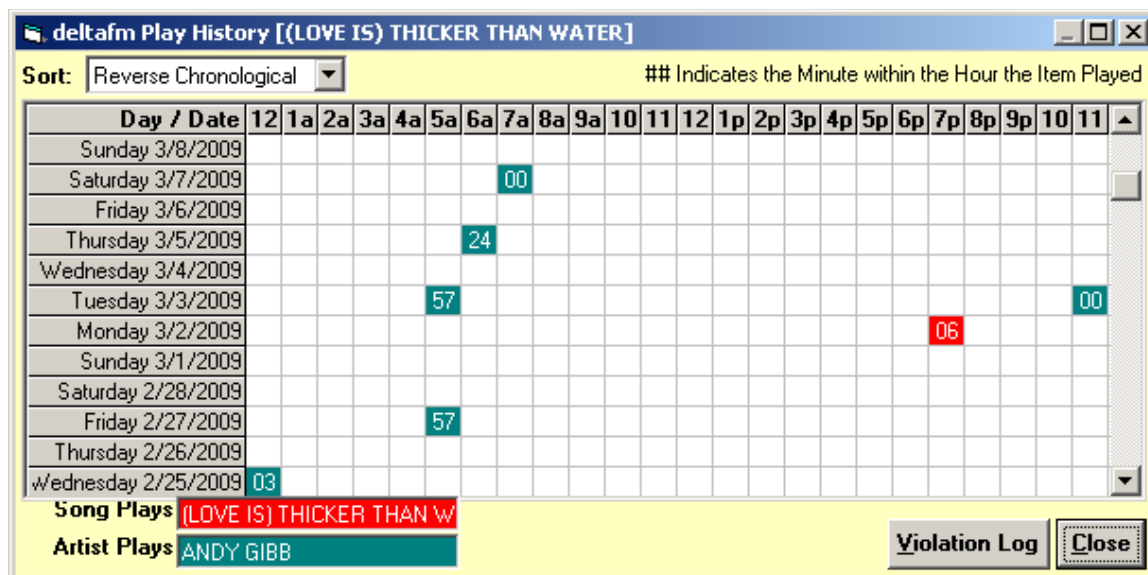 deltafm Play History [(LOVE IS) THICKER THAN WATER]
Sort: Reverse Chronological ## Indicates the Minute within the Hour the Item Played
Day / Date 12 1a 2a 3a 4a 5a 6a 7a 8a 9a 10 11 12 1p 2p 3p 4p 5p 6p 7p 8p 9p 10 11
Sunday 3/8/2009
Saturday 3/7/2009 00
Friday 3/6/2009
Thursday 3/5/2009 24
Wednesday 3/4/2009
Tuesday 3/3/2009 57 00
Monday 3/2/2009 06
Sunday 3/1/2009
Saturday 2/28/2009
Friday 2/27/2009 57
Thursday 2/26/2009
Wednesday 2/25/2009 03
Song Plays (LOVE IS) THICKER THAN W
Artist Plays ANDY GIBB
Violation Log Close